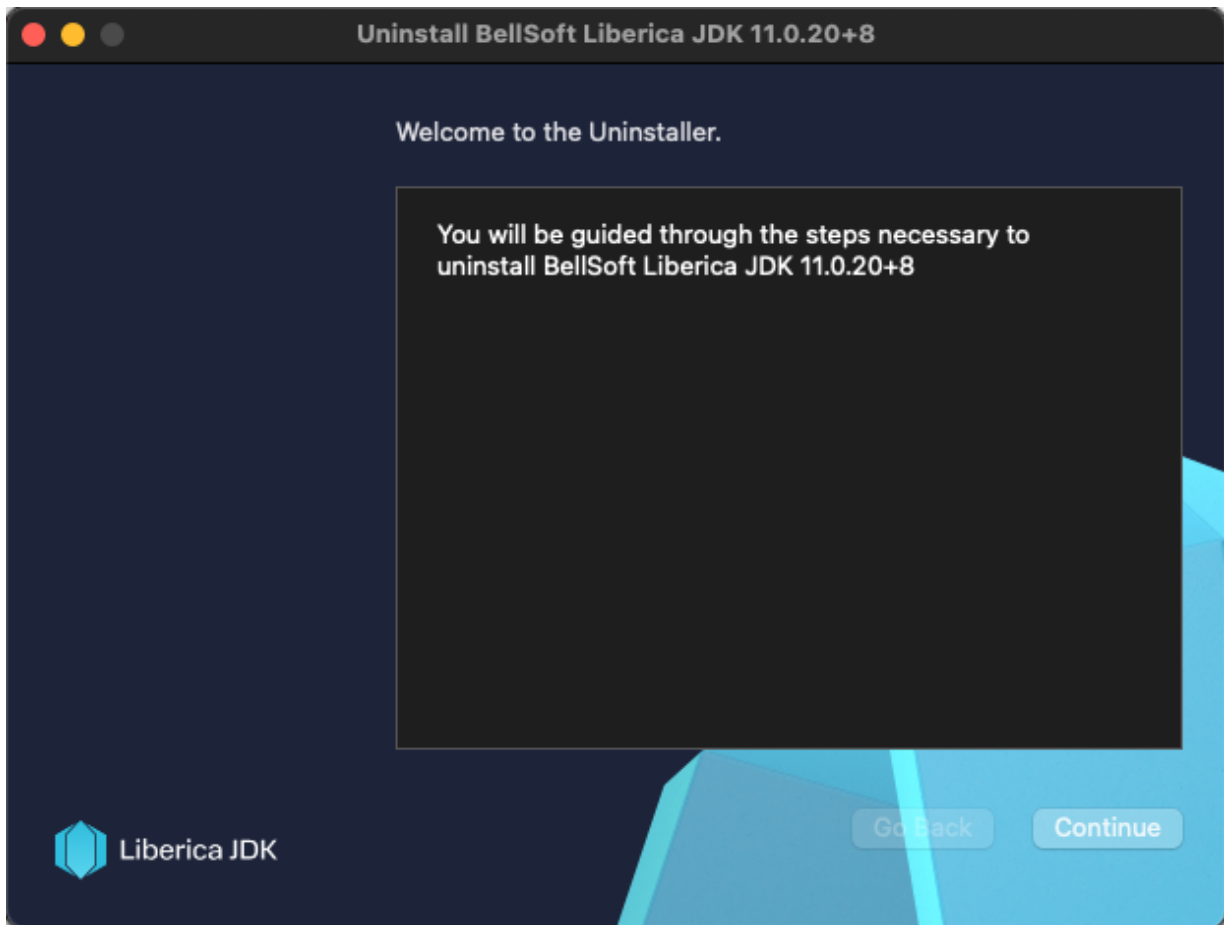 Uninstall BellSoft Liberica JDK 11.0.20+8
Welcome to the Uninstaller.
You will be guided through the steps necessary to
uninstall BellSoft Liberica JDK 11.0.20+8
Liberica JDK
Go Back
Continue